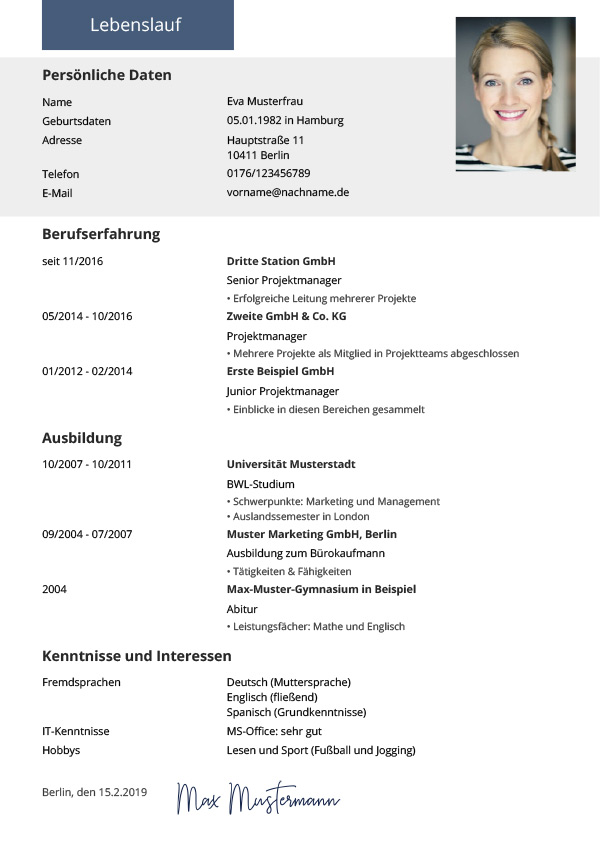 Lebenslauf
Persönliche Daten
Name Eva Musterfrau
Geburtsdaten 05.01.1982 in Hamburg
Adresse Hauptstraße 11
10411 Berlin
Telefon 0176/123456789
E-Mail vorname@nachname.de
Berufserfahrung
seit 11/2016 Dritte Station GmbH
Senior Projektmanager
• Erfolgreiche Leitung mehrerer Projekte
05/2014 - 10/2016 Zweite GmbH & Co. KG
Projektmanager
• Mehrere Projekte als Mitglied in Projektteams abgeschlossen
01/2012 - 02/2014 Erste Beispiel GmbH
Junior Projektmanager
• Einblicke in diesen Bereichen gesammelt
Ausbildung
10/2007 - 10/2011 Universität Musterstadt
BWL-Studium
• Schwerpunkte: Marketing und Management
• Auslandssemester in London
09/2004 - 07/2007 Muster Marketing GmbH, Berlin
Ausbildung zum Bürokaufmann
• Tätigkeiten & Fähigkeiten
2004 Max-Muster-Gymnasium in Beispiel
Abitur
• Leistungsfächer: Mathe und Englisch
Kenntnisse und Interessen
Fremdsprachen Deutsch (Muttersprache)
Englisch (fließend)
Spanisch (Grundkenntnisse)
IT-Kenntnisse MS-Office: sehr gut
Hobbys Lesen und Sport (Fußball und Jogging)
Berlin, den 15.2.2019 Max Mustermann